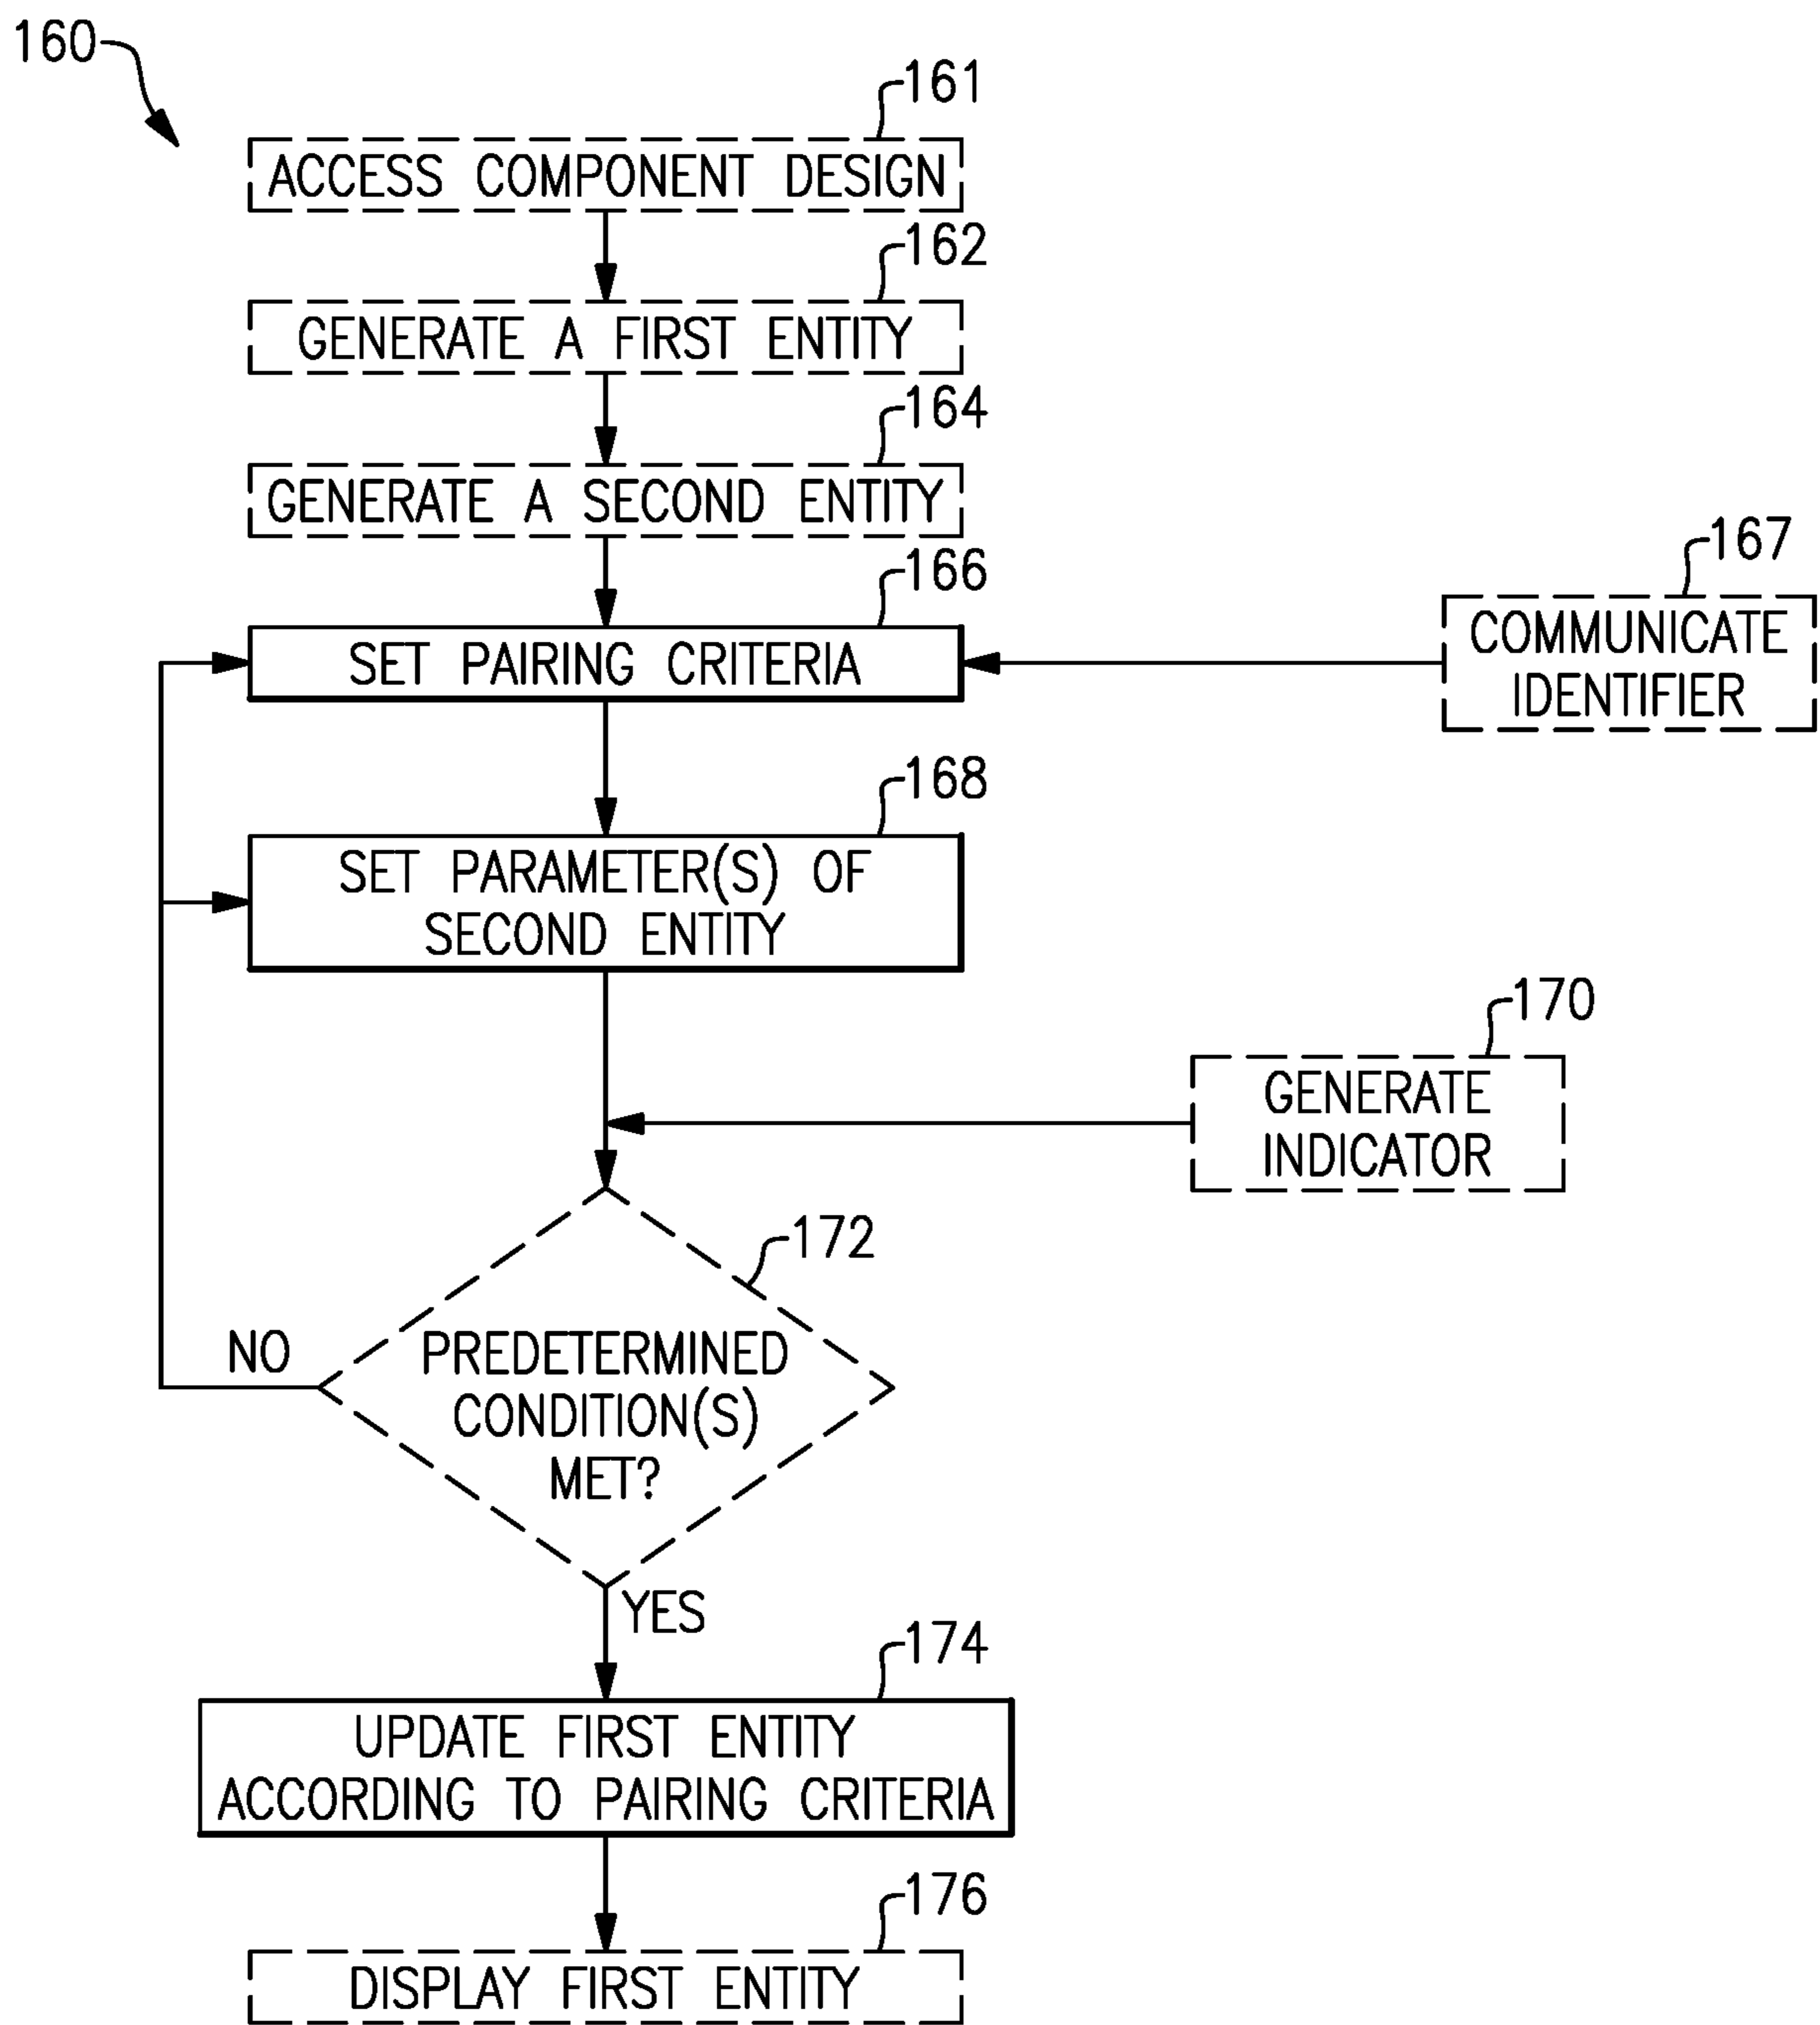 160
161
ACCESS COMPONENT DESIGN
162
GENERATE A FIRST ENTITY
164
GENERATE A SECOND ENTITY
166
SET PAIRING CRITERIA
167
COMMUNICATE
IDENTIFIER
168
SET PARAMETER(S) OF
SECOND ENTITY
170
GENERATE
INDICATOR
172
PREDETERMINED
CONDITION(S)
MET?
NO
YES
174
UPDATE FIRST ENTITY
ACCORDING TO PAIRING CRITERIA
176
DISPLAY FIRST ENTITY